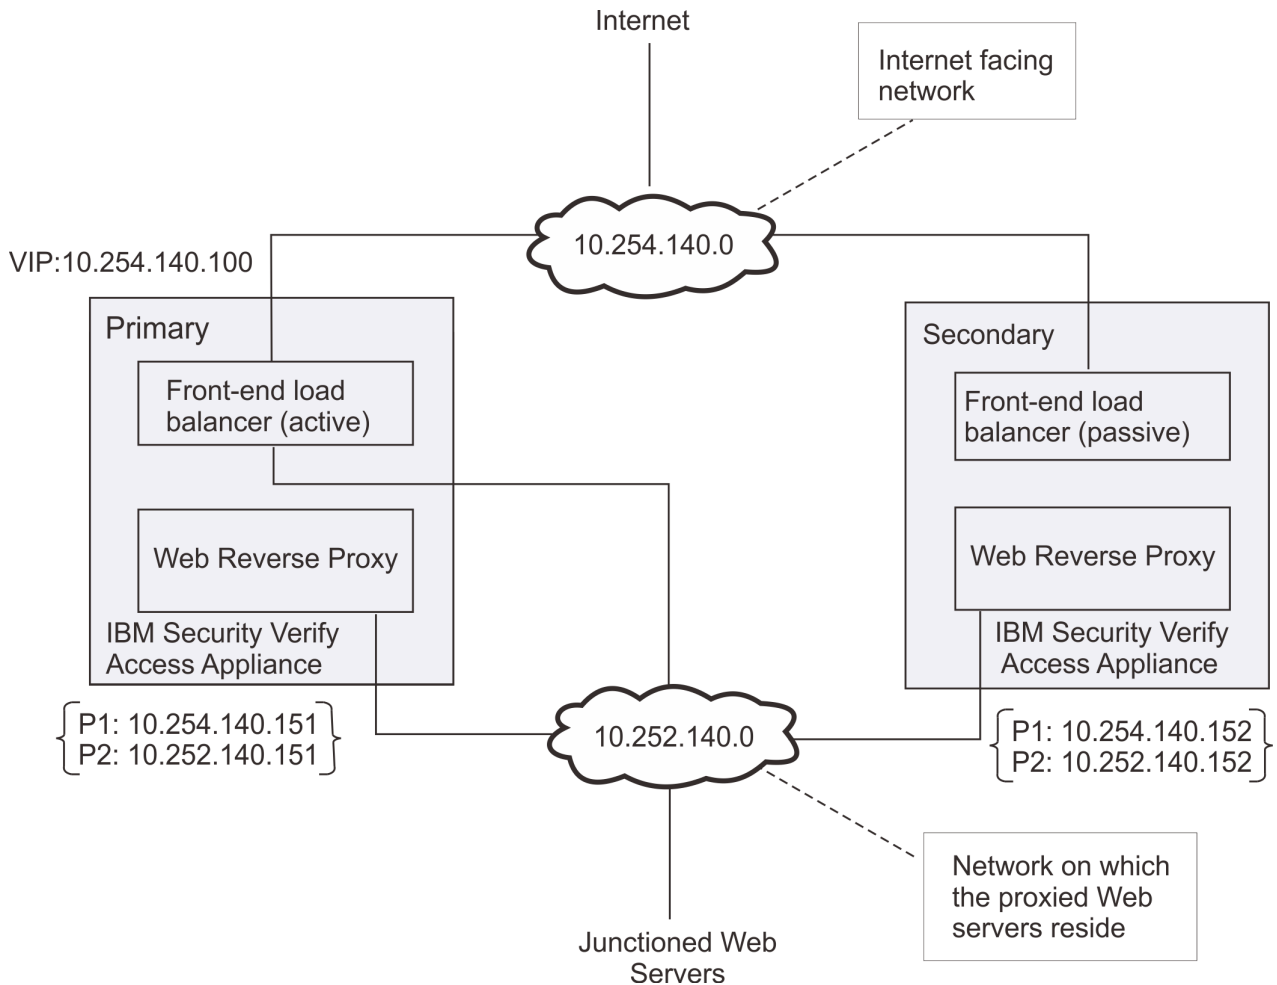 Internet
Internet facing
network
10.254.140.0
VIP:10.254.140.100
Primary
Front-end load
balancer (active)
Web Reverse Proxy
IBM Security Verify
Access Appliance
P1: 10.254.140.151
P2: 10.252.140.151
Secondary
Front-end load
balancer (passive)
Web Reverse Proxy
IBM Security Verify
Access Appliance
P1: 10.254.140.152
P2: 10.252.140.152
10.252.140.0
Network on which
the proxied Web
servers reside
Junctioned Web
Servers